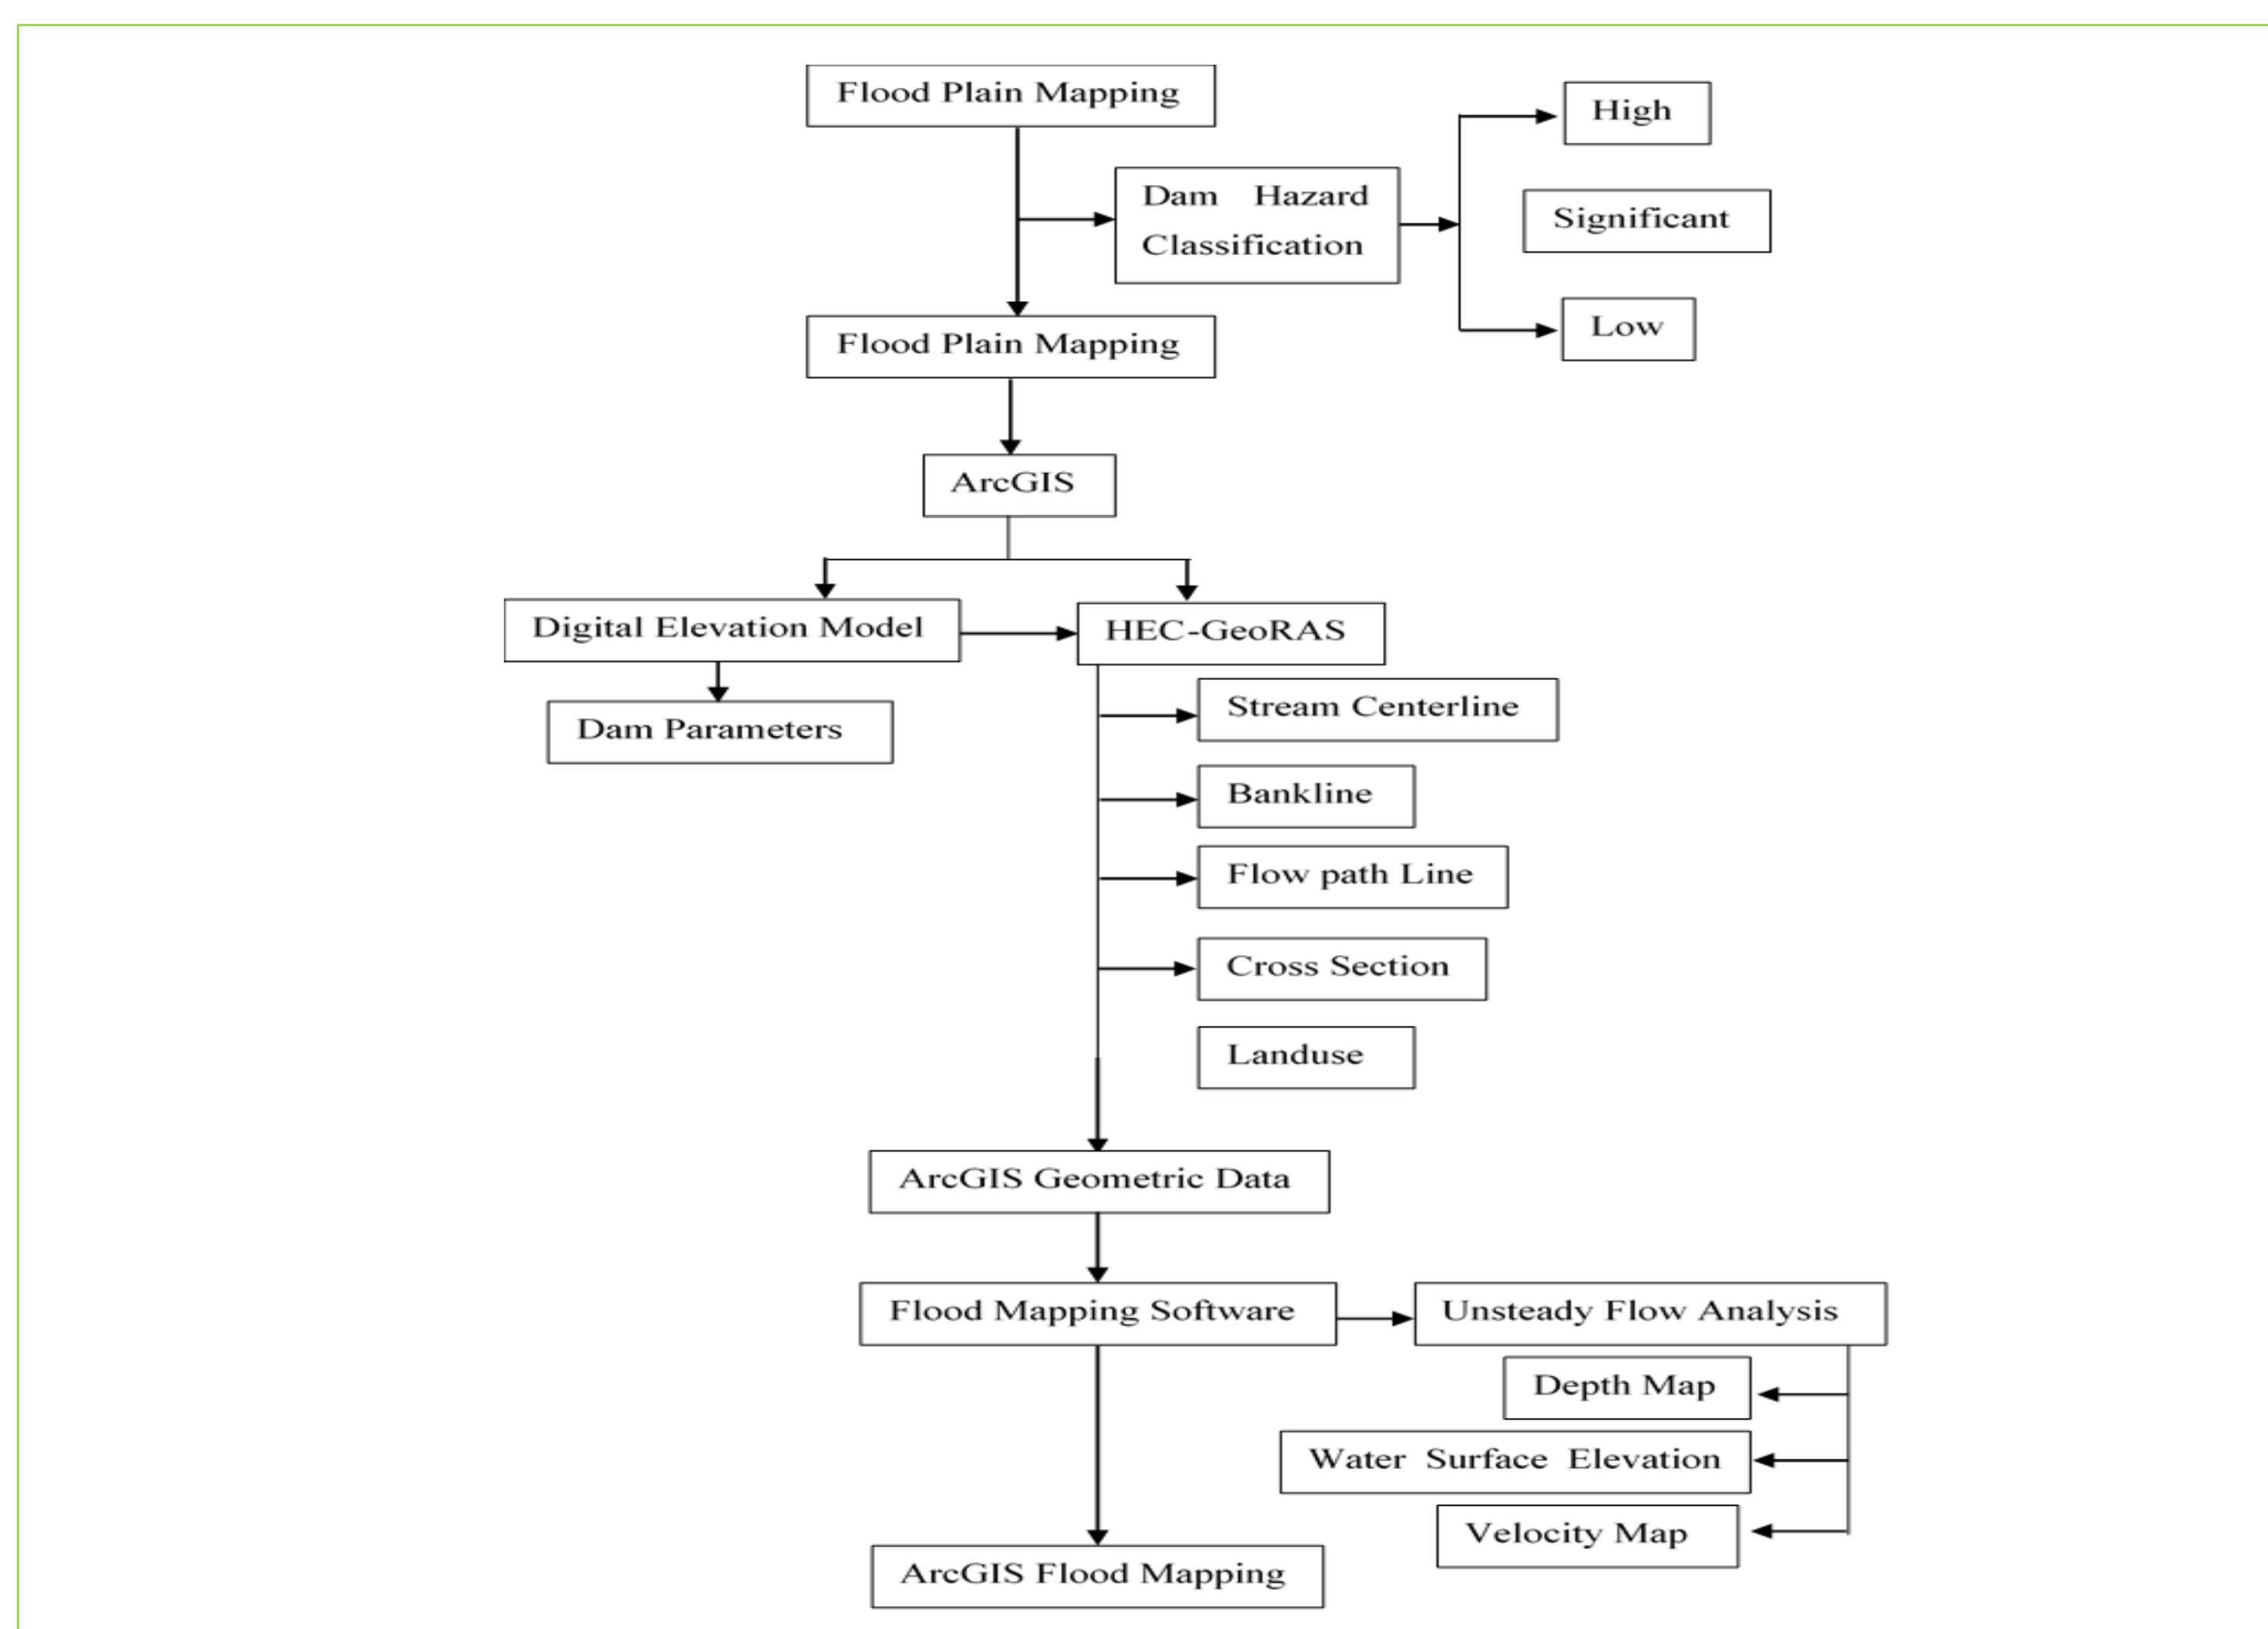 Flood Plain Mapping
High
Dam Hazard
Classification
Significant
Low
Flood Plain Mapping
ArcGIS
Digital Elevation Model
HEC-GeoRAS
Dam Parameters
Stream Centerline
Bankline
Flow path Line
Cross Section
Landuse
ArcGIS Geometric Data
Flood Mapping Software
Unsteady Flow Analysis
Depth Map
Water Surface Elevation
Velocity Map
ArcGIS Flood Mapping